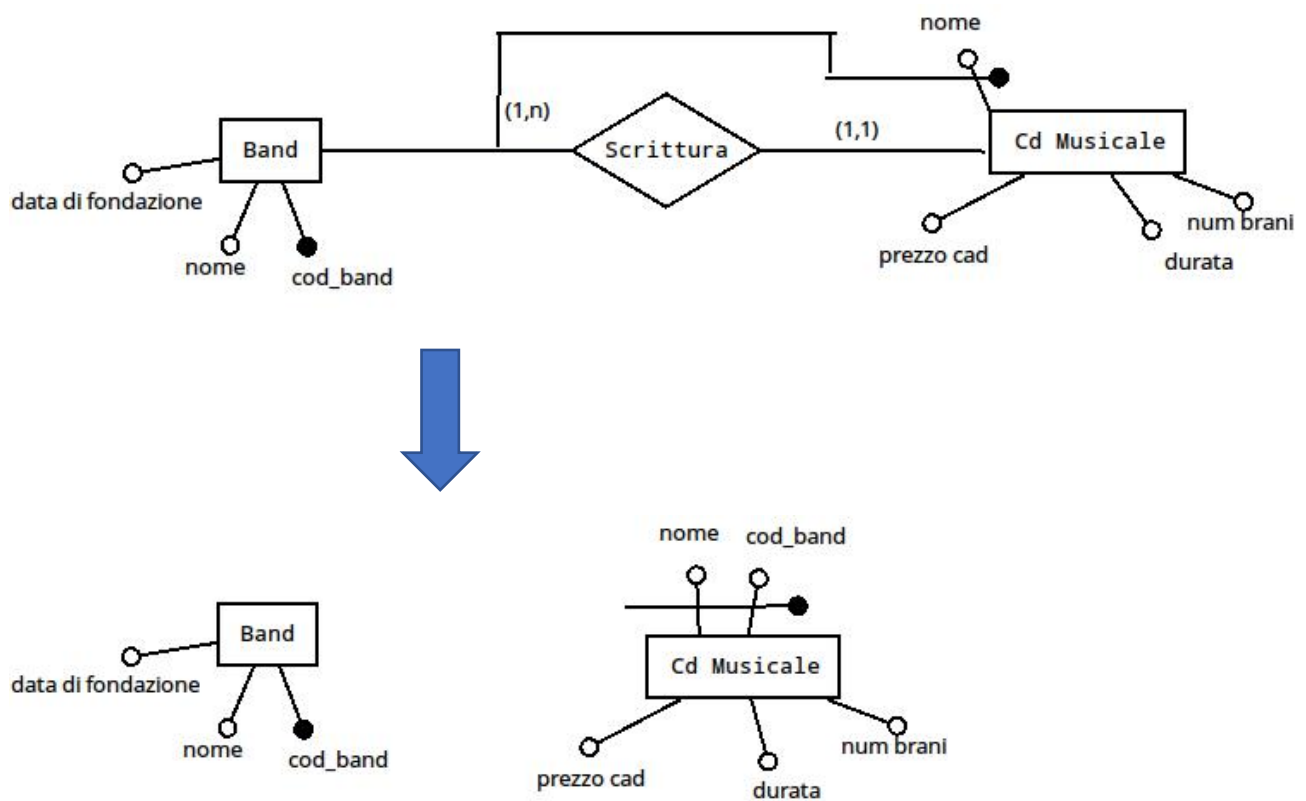 nome
(1,n)
(1,1)
Band
Scrittura
Cd Musicale
data di fondazione
nome
cod_band
prezzo cad
durata
num brani
nome
cod_band
Band
Cd Musicale
data di fondazione
nome
cod_band
prezzo cad
durata
num brani